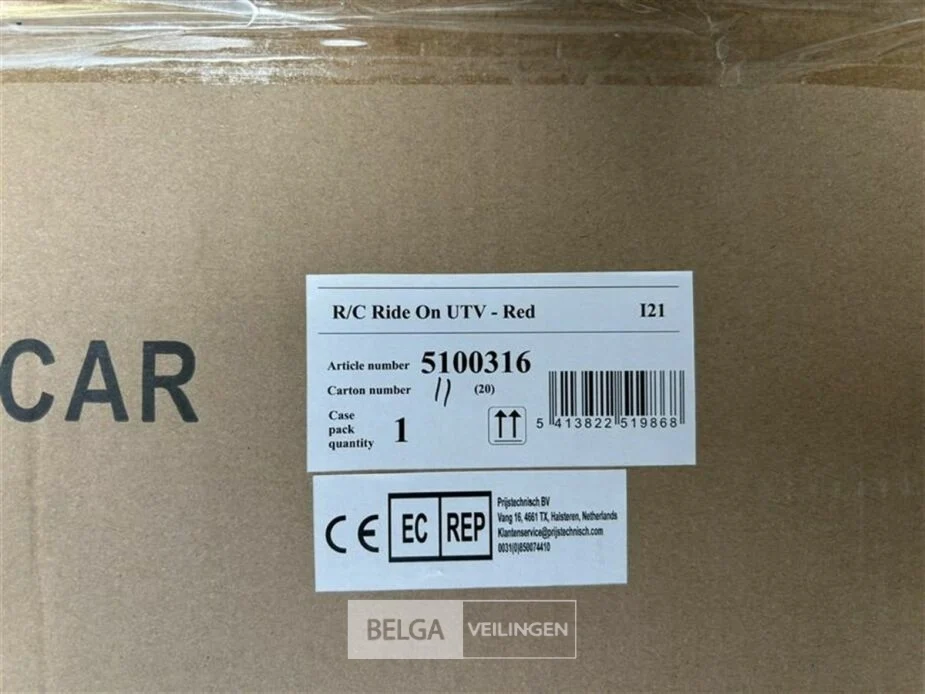 CAR
R/C Ride On UTV - Red I21
Article number 5100316
Carton number 11 (20)
Case pack quantity 1
5 413822 519868
CE EC REP
Prijstechnisch BV
Vang 16, 4661 TX, Halsteren, Netherlands
Klantenservice@prijstechnisch.com
0031(0)850074410
BELGA VEILINGEN